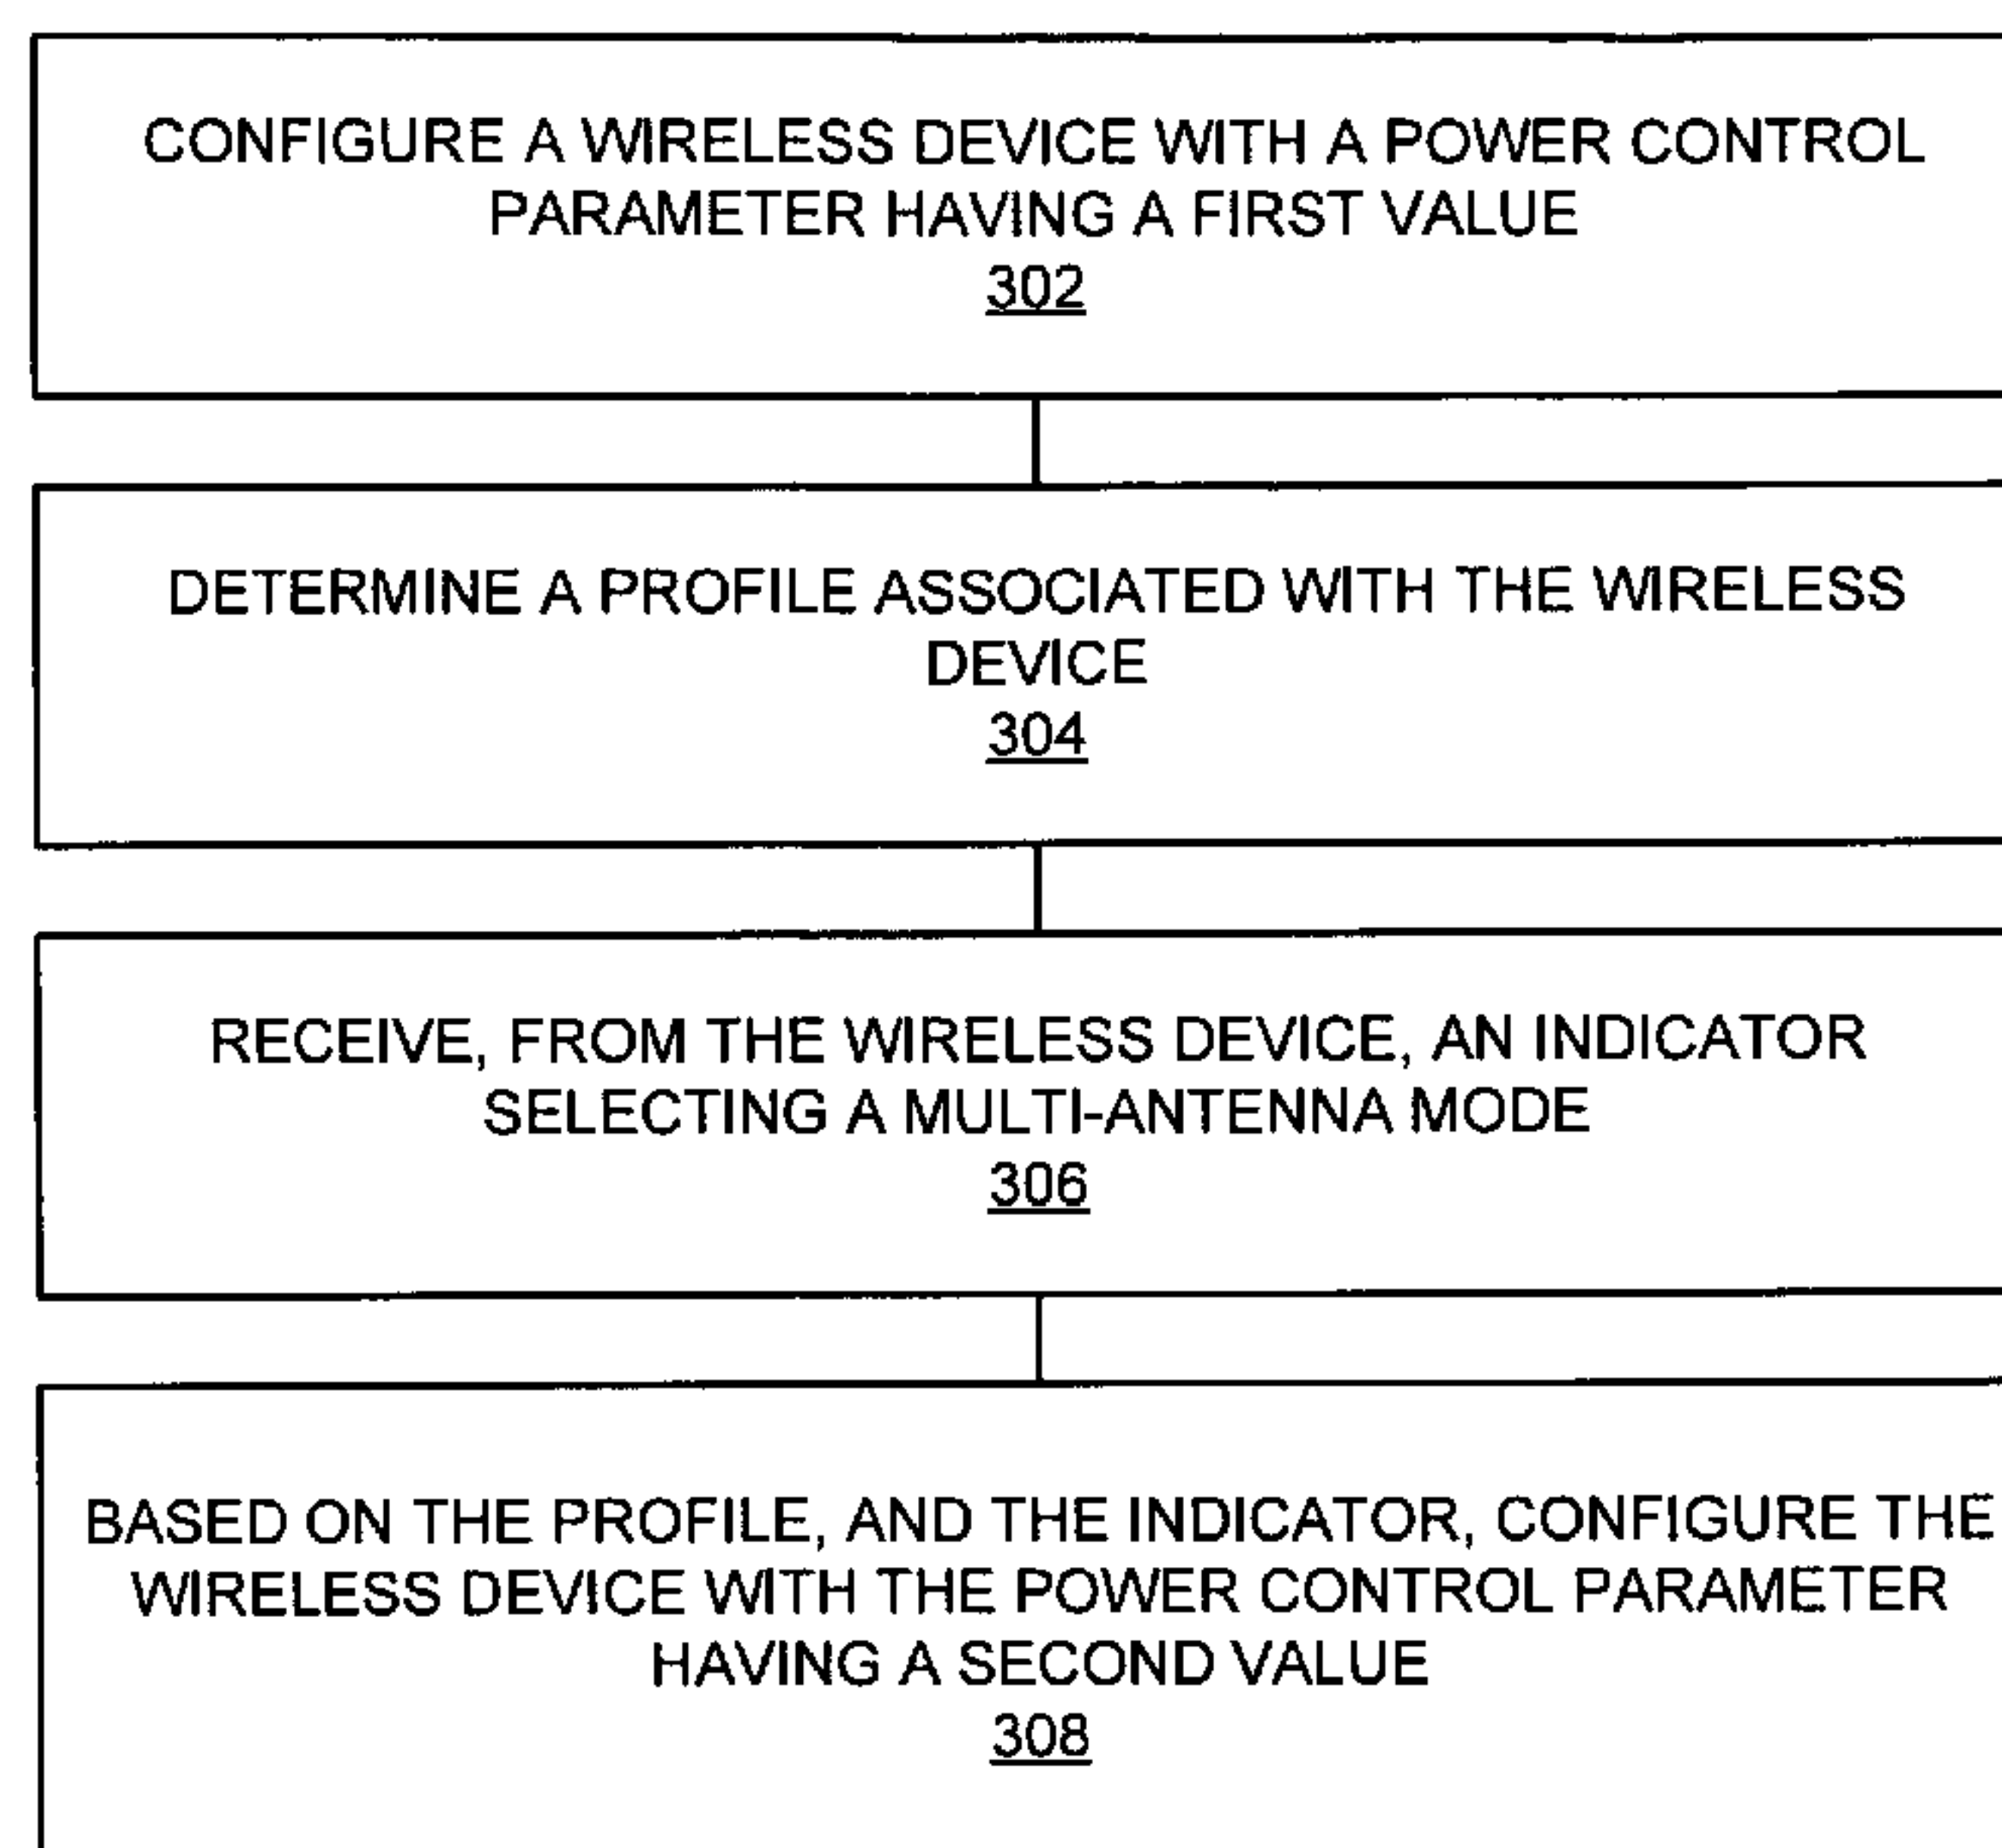 CONFIGURE A WIRELESS DEVICE WITH A POWER CONTROL
PARAMETER HAVING A FIRST VALUE
302
DETERMINE A PROFILE ASSOCIATED WITH THE WIRELESS
DEVICE
304
RECEIVE, FROM THE WIRELESS DEVICE, AN INDICATOR
SELECTING A MULTI-ANTENNA MODE
306
BASED ON THE PROFILE, AND THE INDICATOR, CONFIGURE THE
WIRELESS DEVICE WITH THE POWER CONTROL PARAMETER
HAVING A SECOND VALUE
308